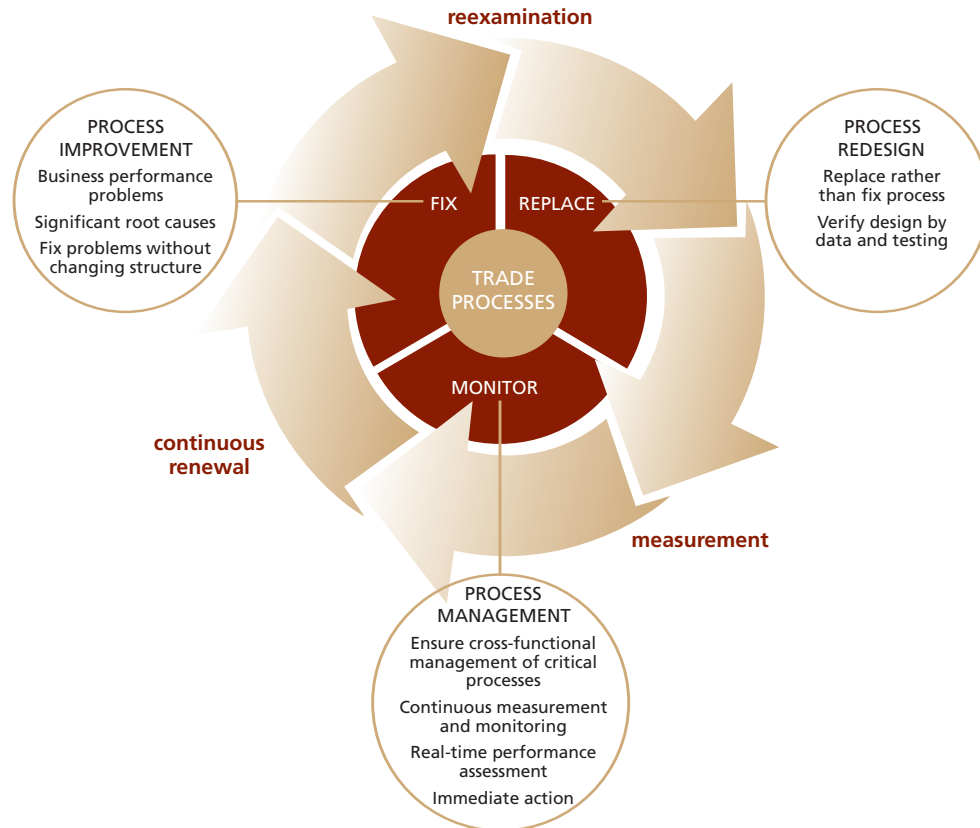 reexamination
PROCESS
IMPROVEMENT
Business performance
problems
Significant root causes
Fix problems without
changing structure
PROCESS
REDESIGN
Replace rather
than fix process
Verify design by
data and testing
FIX
REPLACE
TRADE
PROCESSES
MONITOR
continuous
renewal
measurement
PROCESS
MANAGEMENT
Ensure cross-functional
management of critical
processes
Continuous measurement
and monitoring
Real-time performance
assessment
Immediate action